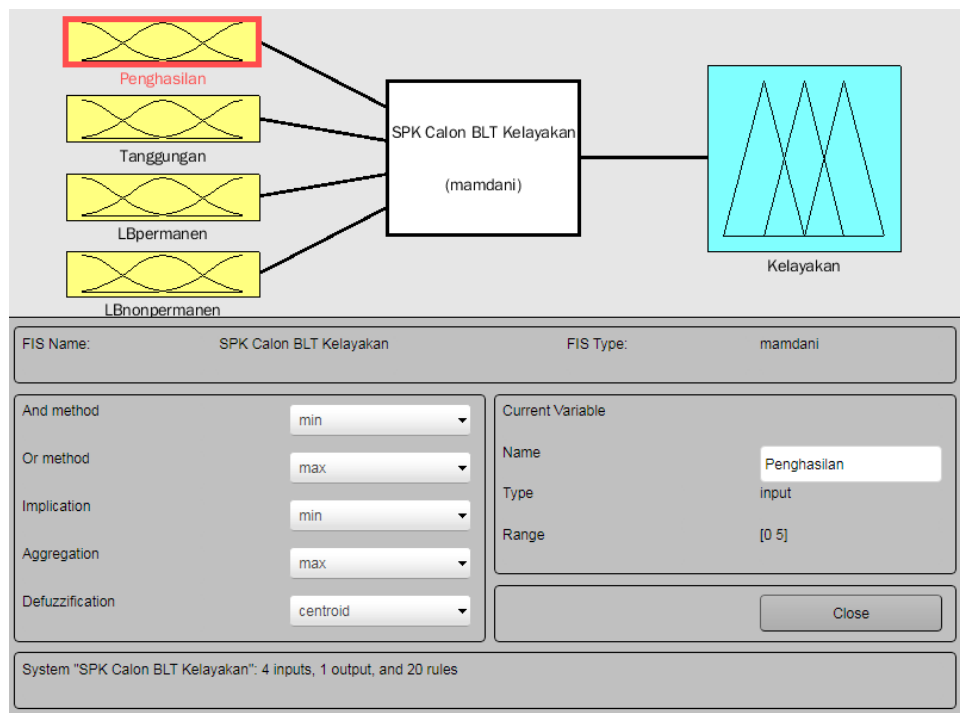 Penghasilan
Tanggungan
LBpermanen
LBnonpermanen
SPK Calon BLT Kelayakan
(mamdani)
Kelayakan
FIS Name: SPK Calon BLT Kelayakan FIS Type: mamdani
And method min
Or method max
Implication min
Aggregation max
Defuzzification centroid
Current Variable
Name Penghasilan
Type input
Range [0 5]
Close
System "SPK Calon BLT Kelayakan": 4 inputs, 1 output, and 20 rules